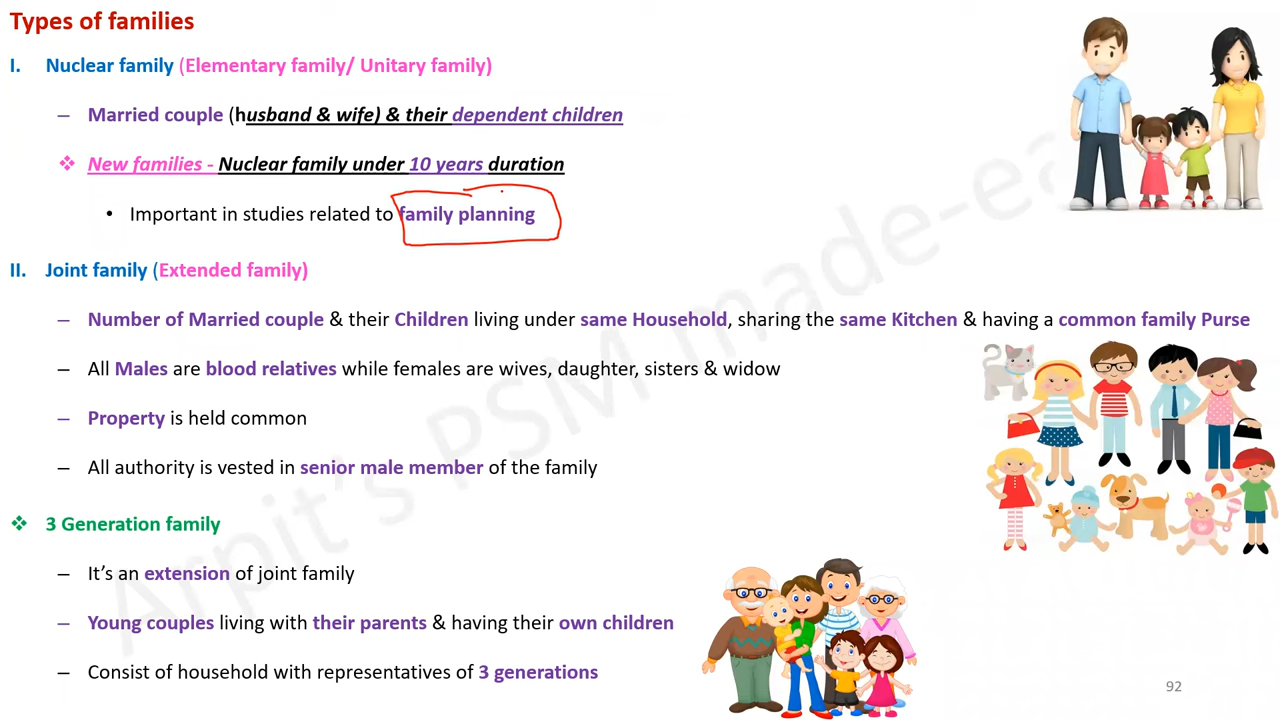 Types of families
I. Nuclear family (Elementary family/ Unitary family)
– Married couple (husband & wife) & their dependent children
❖ New families - Nuclear family under 10 years duration
• Important in studies related to family planning
II. Joint family (Extended family)
– Number of Married couple & their Children living under same Household, sharing the same Kitchen & having a common family Purse
– All Males are blood relatives while females are wives, daughter, sisters & widow
– Property is held common
– All authority is vested in senior male member of the family
❖ 3 Generation family
– It’s an extension of joint family
– Young couples living with their parents & having their own children
– Consist of household with representatives of 3 generations
92
Arpit's PSM made-ea